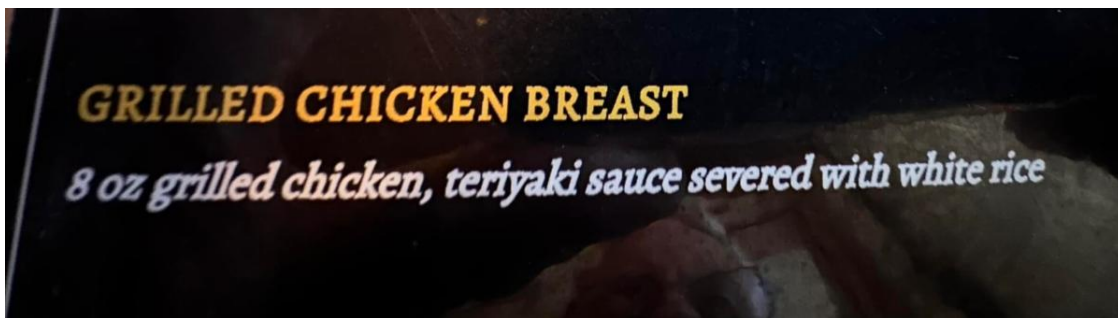 GRILLED CHICKEN BREAST
8 oz grilled chicken, teriyaki sauce severed with white rice